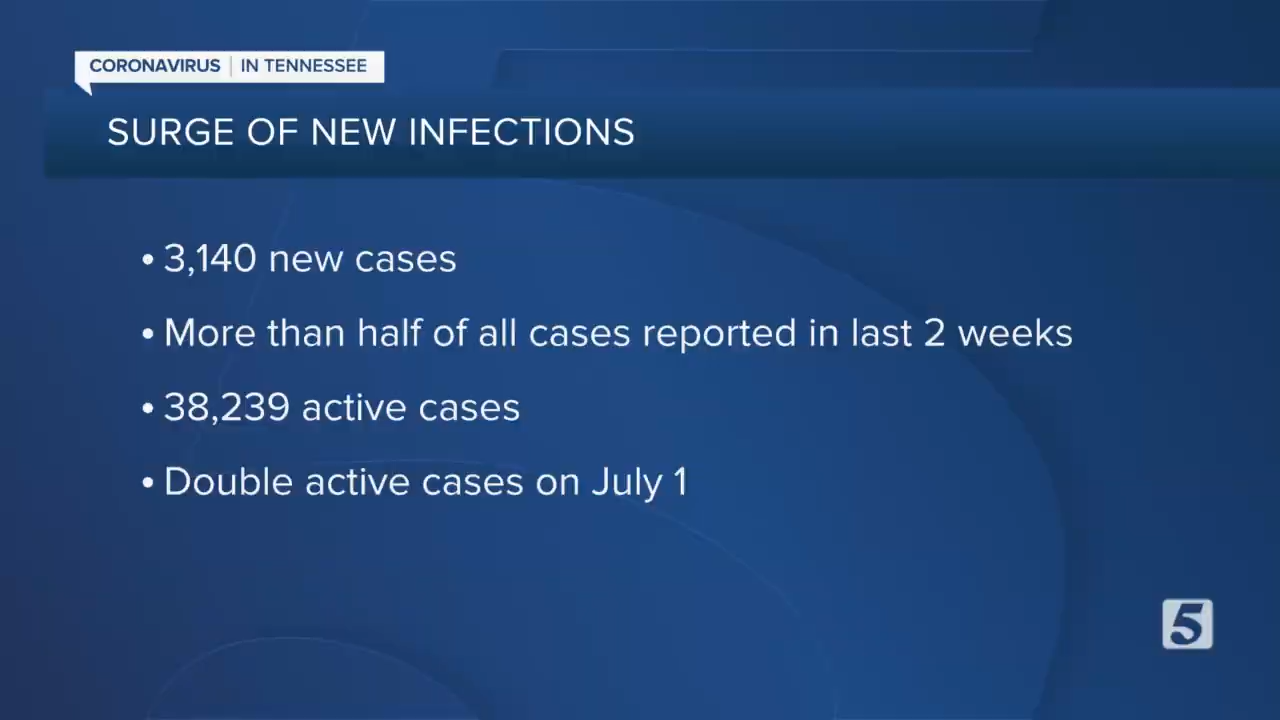 CORONAVIRUS | IN TENNESSEE
SURGE OF NEW INFECTIONS
• 3,140 new cases
• More than half of all cases reported in last 2 weeks
• 38,239 active cases
• Double active cases on July 1
5